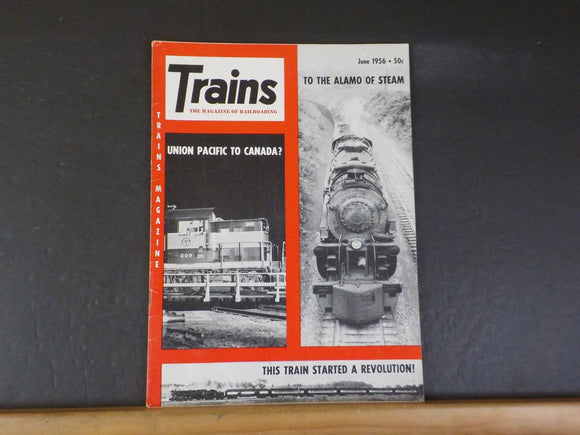 June 1956 • 50c
Trains
THE MAGAZINE OF RAILROADING
TO THE ALAMO OF STEAM
TRAINS MAGAZINE
UNION PACIFIC TO CANADA?
208
THIS TRAIN STARTED A REVOLUTION!